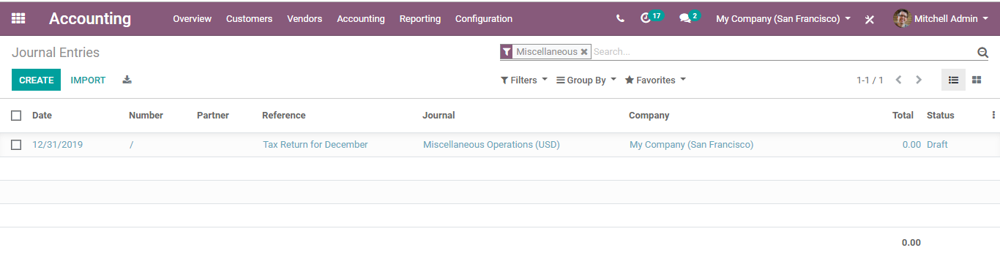 Accounting Overview Customers Vendors Accounting Reporting Configuration 17 2 My Company (San Francisco) Mitchell Admin
Journal Entries Miscellaneous Search...
CREATE IMPORT Filters Group By Favorites 1-1 / 1
Date Number Partner Reference Journal Company Total Status
12/31/2019 / Tax Return for December Miscellaneous Operations (USD) My Company (San Francisco) 0.00 Draft
0.00